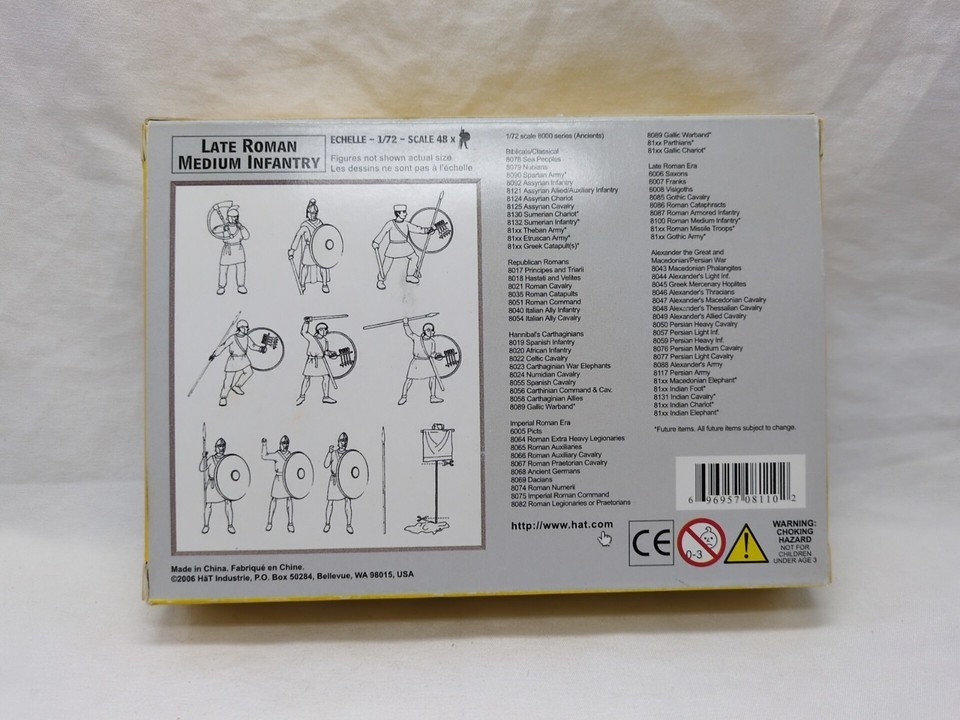 LATE ROMAN
MEDIUM INFANTRY
ECHELLE - 1/72 - SCALE 48 x
Figures not shown actual size
Les dessins ne sont pas à l'échelle
Made in China. Fabriqué en Chine.
©2006 HäT Industrie, P.O. Box 50284, Bellevue, WA 98015, USA
1/72 scale 8000 series (Ancients)
Biblicals/Classical
8078 Sea Peoples
8079 Nubians
8090 Spartan Army*
8092 Assyrian Infantry
8121 Assyrian Allied/Auxiliary Infantry
8124 Assyrian Chariot
8125 Assyrian Cavalry
8130 Sumerian Chariot*
8132 Sumerian Infantry*
81xx Theban Army*
81xx Etruscan Army*
81xx Greek Catapult(s)*
Republican Romans
8017 Principes and Triarii
8018 Hastati and Velites
8021 Roman Cavalry
8035 Roman Catapults
8051 Roman Command
8040 Italian Ally Infantry
8054 Italian Ally Cavalry
Hannibal's Carthaginians
8019 Spanish Infantry
8020 African Infantry
8022 Celtic Cavalry
8023 Carthaginian War Elephants
8024 Numidian Cavalry
8055 Spanish Cavalry
8056 Carthinian Command & Cav.
8058 Carthaginian Allies
8089 Gallic Warband*
Imperial Roman Era
6005 Picts
8064 Roman Extra Heavy Legionaries
8065 Roman Auxiliaries
8066 Roman Auxiliary Cavalry
8067 Roman Praetorian Cavalry
8068 Ancient Germans
8069 Dacians
8074 Roman Numeri
8075 Imperial Roman Command
8082 Roman Legionaries or Praetorians
http://www.hat.com
8089 Gallic Warband*
81xx Parthians*
81xx Gallic Chariot*
Late Roman Era
6006 Saxons
6007 Franks
6008 Visigoths
8085 Gothic Cavalry
8086 Roman Cataphracts
8087 Roman Armored Infantry
8100 Roman Medium Infantry*
81xx Roman Missile Troops*
81xx Gothic Army*
Alexander the Great and
Macedonian/Persian War
8043 Macedonian Phalangites
8044 Alexander's Light Inf.
8045 Greek Mercenary Hoplites
8046 Alexander's Thracians
8047 Alexander's Macedonian Cavalry
8048 Alexander's Thessalian Cavalry
8049 Alexander's Allied Cavalry
8050 Persian Heavy Cavalry
8057 Persian Light Inf.
8059 Persian Heavy Inf.
8076 Persian Medium Cavalry
8077 Persian Light Cavalry
8088 Alexander's Army
8117 Persian Army
81xx Macedonian Elephant*
81xx Indian Foot*
8131 Indian Cavalry*
81xx Indian Chariot*
81xx Indian Elephant*
*Future items. All future items subject to change.
6 96957 08110 2
CE
0-3
WARNING:
CHOKING
HAZARD
NOT FOR
CHILDREN
UNDER AGE 3